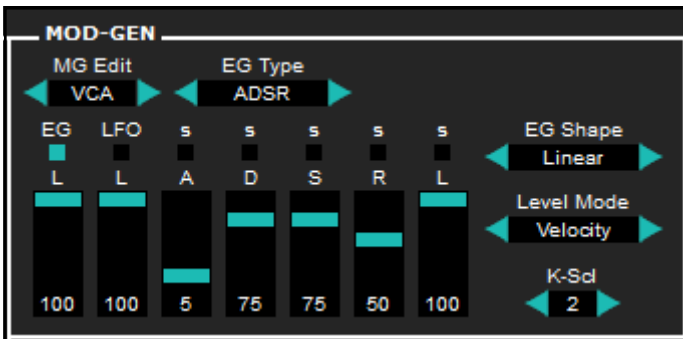 MOD-GEN
MG Edit EG Type
VCA ADSR
EG LFO s s s s s EG Shape
Linear
L L A D S R L
Level Mode
Velocity
K-Scl
100 100 5 75 75 50 100 2